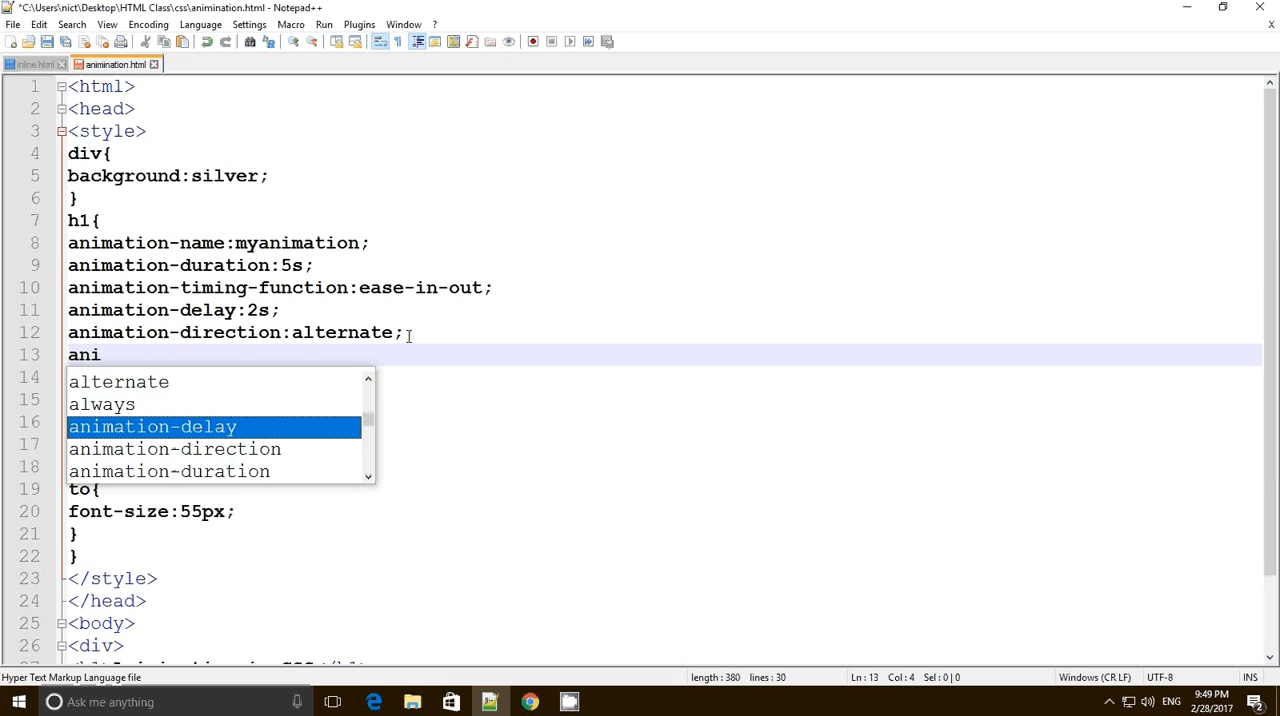 *C:\Users\nict\Desktop\HTML Class\css\animination.html - Notepad++
File Edit Search View Encoding Language Settings Macro Run Plugins Window ?
X
inline.html animination.html
1 <html>
2 <head>
3 <style>
4 div{
5 background:silver;
6 }
7 h1{
8 animation-name:myanimation;
9 animation-duration:5s;
10 animation-timing-function:ease-in-out;
11 animation-delay:2s;
12 animation-direction:alternate;
13 ani
14 alternate
15 always
16 animation-delay
17 animation-direction
18 animation-duration
19 to{
20 font-size:55px;
21 }
22 }
23 </style>
24 </head>
25 <body>
26 <div>
Hyper Text Markup Language file length : 380 lines : 30 Ln : 13 Col : 4 Sel : 0 | 0 Windows (CR LF) UTF-8 INS
Ask me anything ENG 9:49 PM
2/28/2017 2